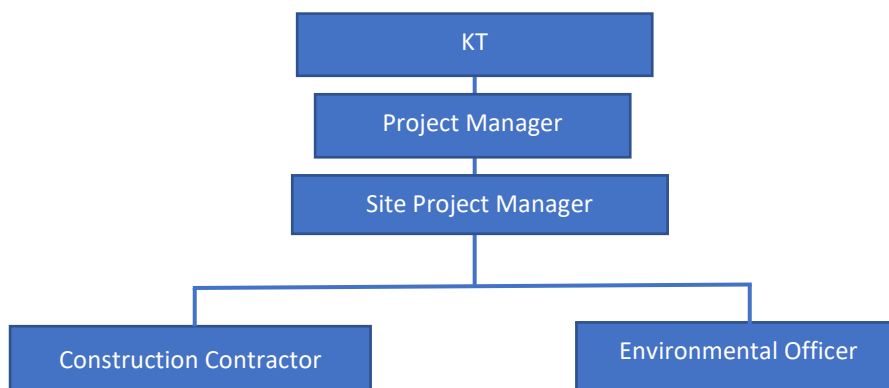 KT
Project Manager
Site Project Manager
Construction Contractor
Environmental Officer